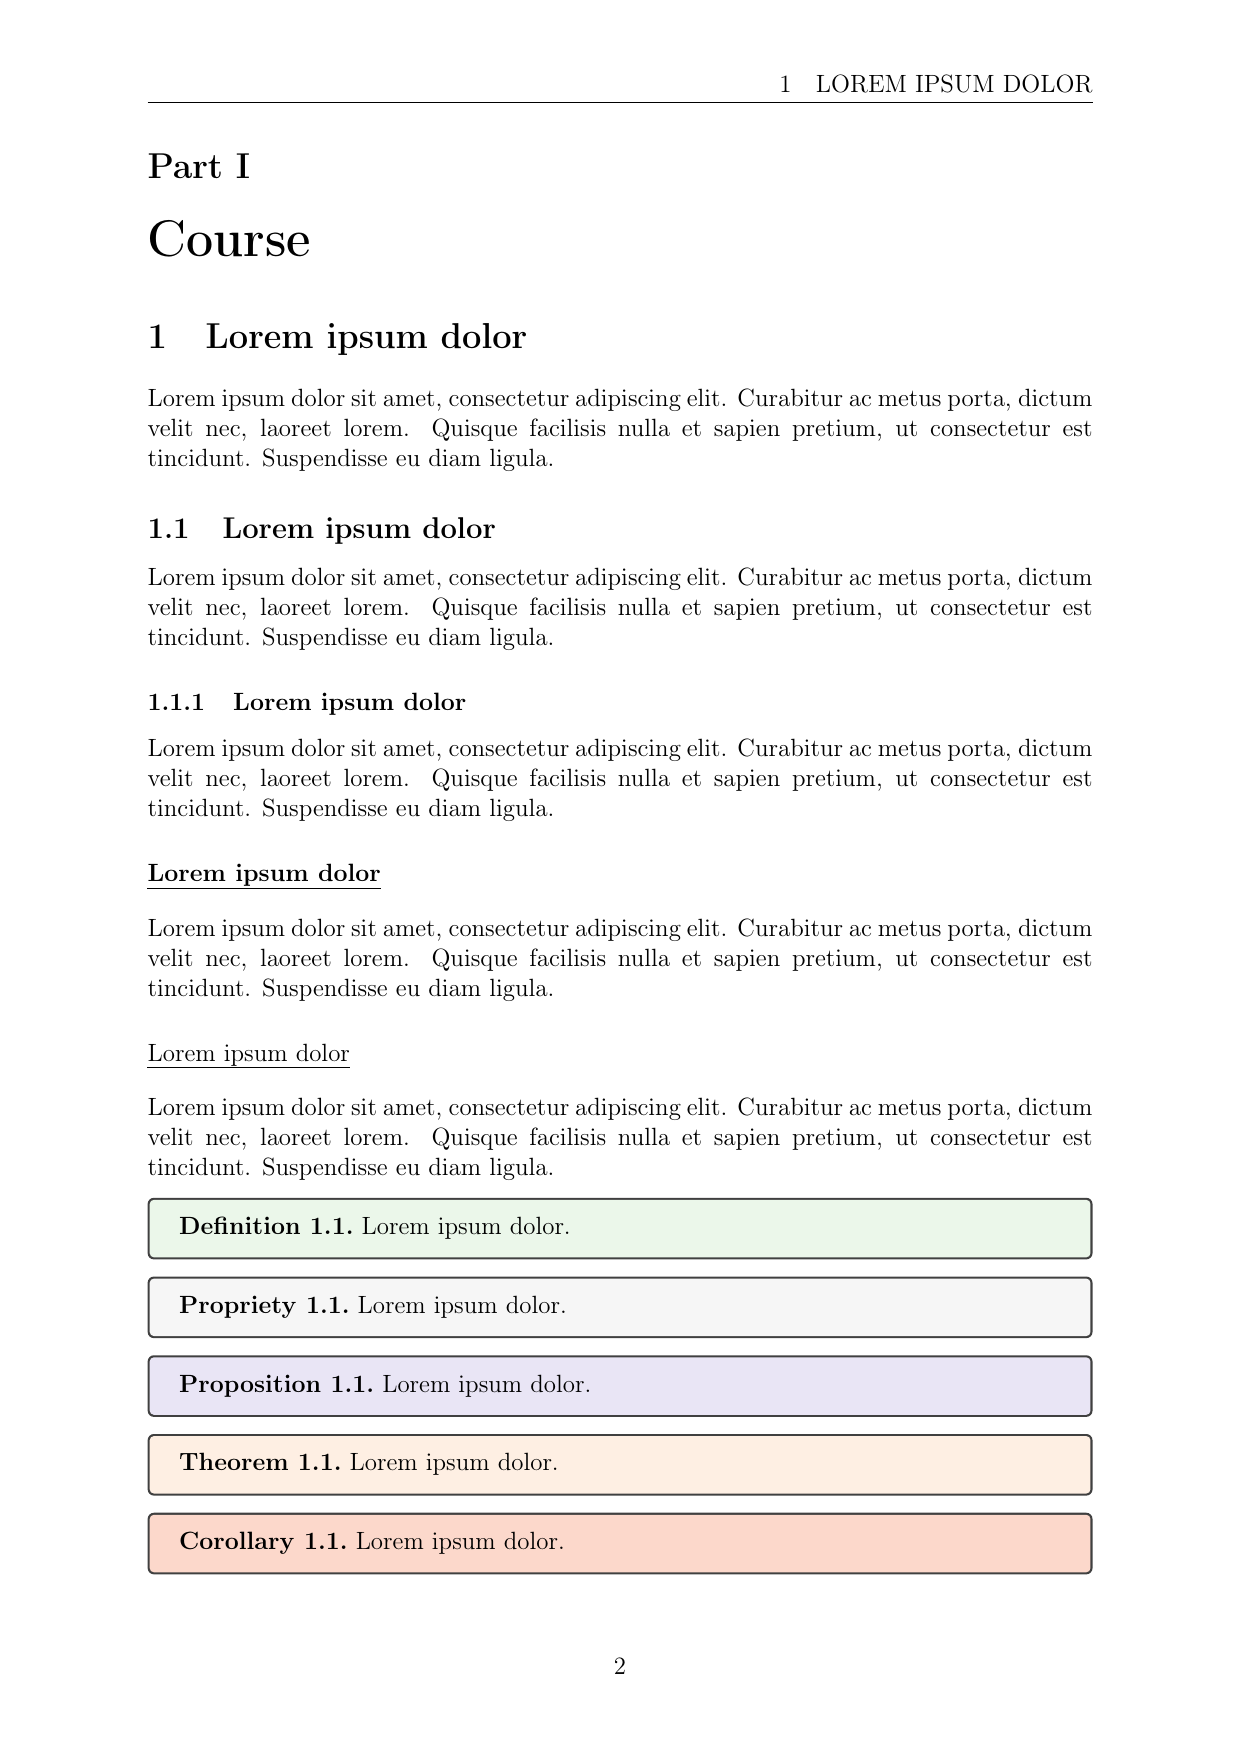 1 LOREM IPSUM DOLOR
Part I
Course
1 Lorem ipsum dolor
Lorem ipsum dolor sit amet, consectetur adipiscing elit. Curabitur ac metus porta, dictum
velit nec, laoreet lorem. Quisque facilisis nulla et sapien pretium, ut consectetur est
tincidunt. Suspendisse eu diam ligula.
1.1 Lorem ipsum dolor
Lorem ipsum dolor sit amet, consectetur adipiscing elit. Curabitur ac metus porta, dictum
velit nec, laoreet lorem. Quisque facilisis nulla et sapien pretium, ut consectetur est
tincidunt. Suspendisse eu diam ligula.
1.1.1 Lorem ipsum dolor
Lorem ipsum dolor sit amet, consectetur adipiscing elit. Curabitur ac metus porta, dictum
velit nec, laoreet lorem. Quisque facilisis nulla et sapien pretium, ut consectetur est
tincidunt. Suspendisse eu diam ligula.
Lorem ipsum dolor
Lorem ipsum dolor sit amet, consectetur adipiscing elit. Curabitur ac metus porta, dictum
velit nec, laoreet lorem. Quisque facilisis nulla et sapien pretium, ut consectetur est
tincidunt. Suspendisse eu diam ligula.
Lorem ipsum dolor
Lorem ipsum dolor sit amet, consectetur adipiscing elit. Curabitur ac metus porta, dictum
velit nec, laoreet lorem. Quisque facilisis nulla et sapien pretium, ut consectetur est
tincidunt. Suspendisse eu diam ligula.
Definition 1.1. Lorem ipsum dolor.
Propriety 1.1. Lorem ipsum dolor.
Proposition 1.1. Lorem ipsum dolor.
Theorem 1.1. Lorem ipsum dolor.
Corollary 1.1. Lorem ipsum dolor.
2